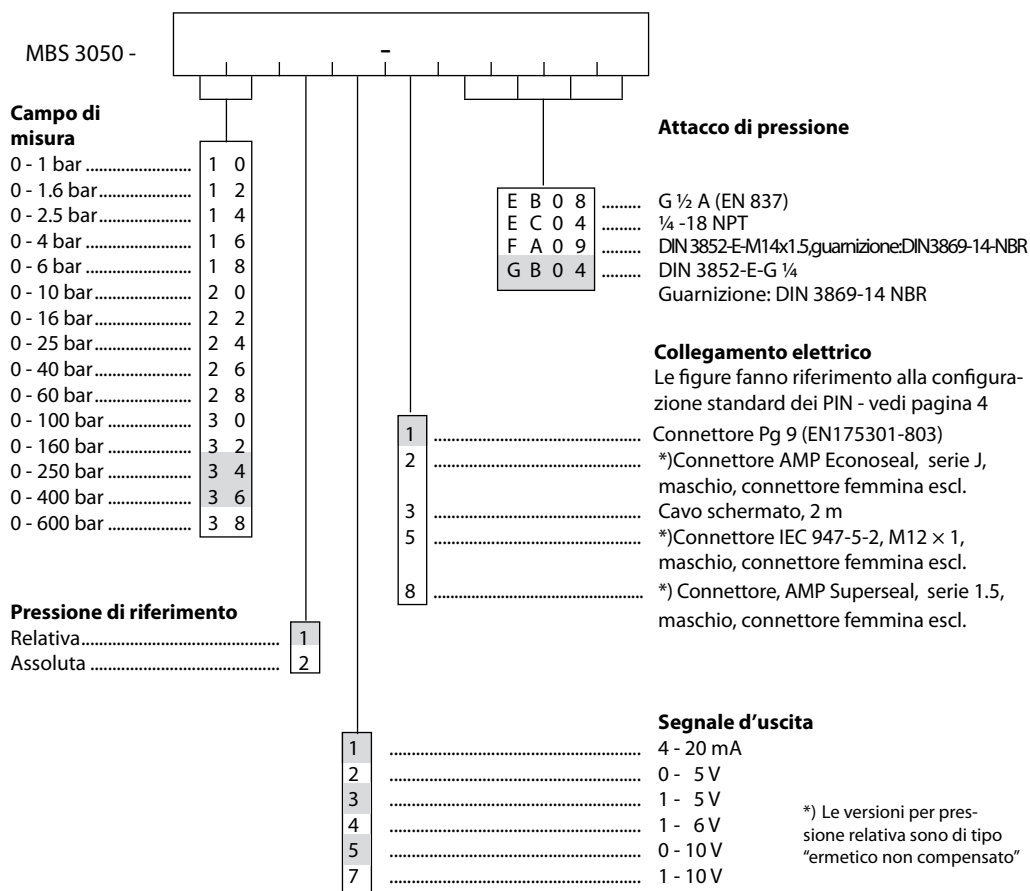 MBS 3050 - –
Campo di
misura
0 - 1 bar ........................ 1 0
0 - 1.6 bar..................... 1 2
0 - 2.5 bar..................... 1 4
0 - 4 bar ........................ 1 6
0 - 6 bar ........................ 1 8
0 - 10 bar...................... 2 0
0 - 16 bar...................... 2 2
0 - 25 bar...................... 2 4
0 - 40 bar...................... 2 6
0 - 60 bar...................... 2 8
0 - 100 bar .................... 3 0
0 - 160 bar .................... 3 2
0 - 250 bar .................... 3 4
0 - 400 bar .................... 3 6
0 - 600 bar .................... 3 8
Pressione di riferimento
Relativa............................................. 1
Assoluta ........................................... 2
Attacco di pressione
E B 0 8 ......... G ½ A (EN 837)
E C 0 4 ......... ¼ -18 NPT
F A 0 9 ......... DIN 3852-E-M14x1.5,guarnizione:DIN3869-14-NBR
G B 0 4 ......... DIN 3852-E-G ¼
Guarnizione: DIN 3869-14 NBR
Collegamento elettrico
Le figure fanno riferimento alla configura-
zione standard dei PIN - vedi pagina 4
1 ............................................... Connettore Pg 9 (EN175301-803)
2 ............................................... *)Connettore AMP Econoseal, serie J,
maschio, connettore femmina escl.
3 ............................................... Cavo schermato, 2 m
5 ............................................... *)Connettore IEC 947-5-2, M12 × 1,
maschio, connettore femmina escl.
8 ............................................... *) Connettore, AMP Superseal, serie 1.5,
maschio, connettore femmina escl.
Segnale d’uscita
1 ......................................................... 4 - 20 mA
2 ......................................................... 0 - 5 V
3 ......................................................... 1 - 5 V
4 ......................................................... 1 - 6 V
5 ......................................................... 0 - 10 V
7 ......................................................... 1 - 10 V
*) Le versioni per pres-
sione relativa sono di tipo
“ermetico non compensato”